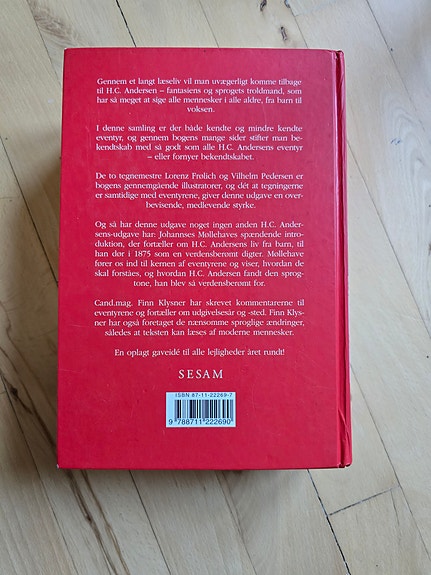 Gennem et langt læseliv vil man uvægerligt komme tilbage
til H.C. Andersen – fantasiens og sprogets troldmand, som
har så meget at sige alle mennesker i alle aldre, fra barn til
voksen.
I denne samling er der både kendte og mindre kendte
eventyr, og gennem bogens mange sider stifter man be-
kendtskab med så godt som alle H.C. Andersens eventyr
– eller fornyer bekendtskabet.
De to tegnemestre Lorenz Frølich og Vilhelm Pedersen er
bogens gennemgående illustratorer, og dét at tegningerne
er samtidige med eventyrene, giver denne udgave en over-
bevisende, medlevende styrke.
Og så har denne udgave noget ingen anden H.C. Ander-
sens-udgave har: Johannses Møllehaves spændende intro-
duktion, der fortæller om H.C. Andersens liv fra barn, til
han dør i 1875 som en verdensberømt digter. Møllehave
fører os ind til kernen af eventyrene og viser, hvordan de
skal forstås, og hvordan H.C. Andersen fandt den sprog-
tone, han blev så verdensberømt for.
Cand.mag. Finn Klysner har skrevet kommentarerne til
eventyrene og fortæller om udgivelsesår og -sted. Finn Klys-
ner har også foretaget de nænsomme sproglige ændringer,
således at teksten kan læses af moderne mennesker.
En oplagt gaveidé til alle lejligheder året rundt!
SESAM
ISBN 87-11-22269-7
9 788711 222690